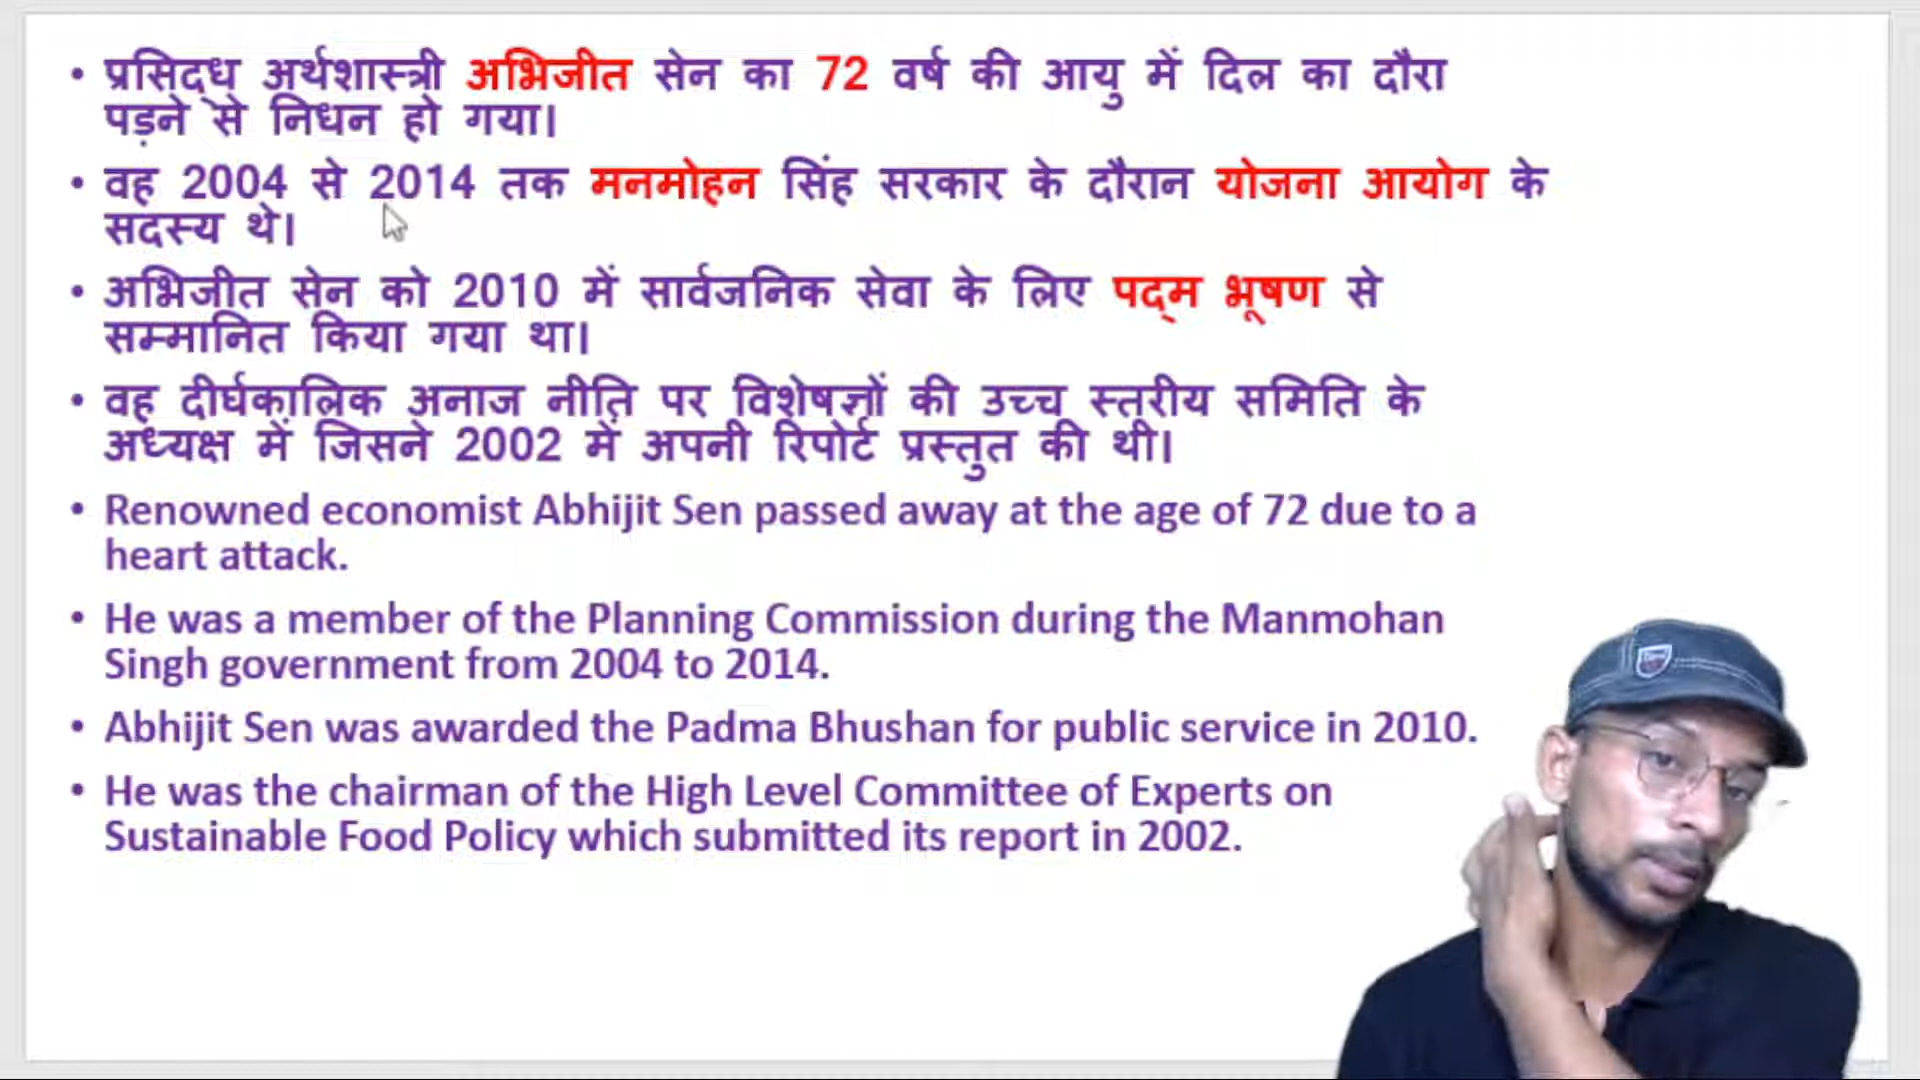 • प्रसिद्ध अर्थशास्त्री अभिजीत सेन का 72 वर्ष की आयु में दिल का दौरा
पड़ने से निधन हो गया।
• वह 2004 से 2014 तक मनमोहन सिंह सरकार के दौरान योजना आयोग के
सदस्य थे।
• अभिजीत सेन को 2010 में सार्वजनिक सेवा के लिए पद्म भूषण से
सम्मानित किया गया था।
• वह दीर्घकालिक अनाज नीति पर विशेषज्ञों की उच्च स्तरीय समिति के
अध्यक्ष में जिसने 2002 में अपनी रिपोर्ट प्रस्तुत की थी।
• Renowned economist Abhijit Sen passed away at the age of 72 due to a
heart attack.
• He was a member of the Planning Commission during the Manmohan
Singh government from 2004 to 2014.
• Abhijit Sen was awarded the Padma Bhushan for public service in 2010.
• He was the chairman of the High Level Committee of Experts on
Sustainable Food Policy which submitted its report in 2002.